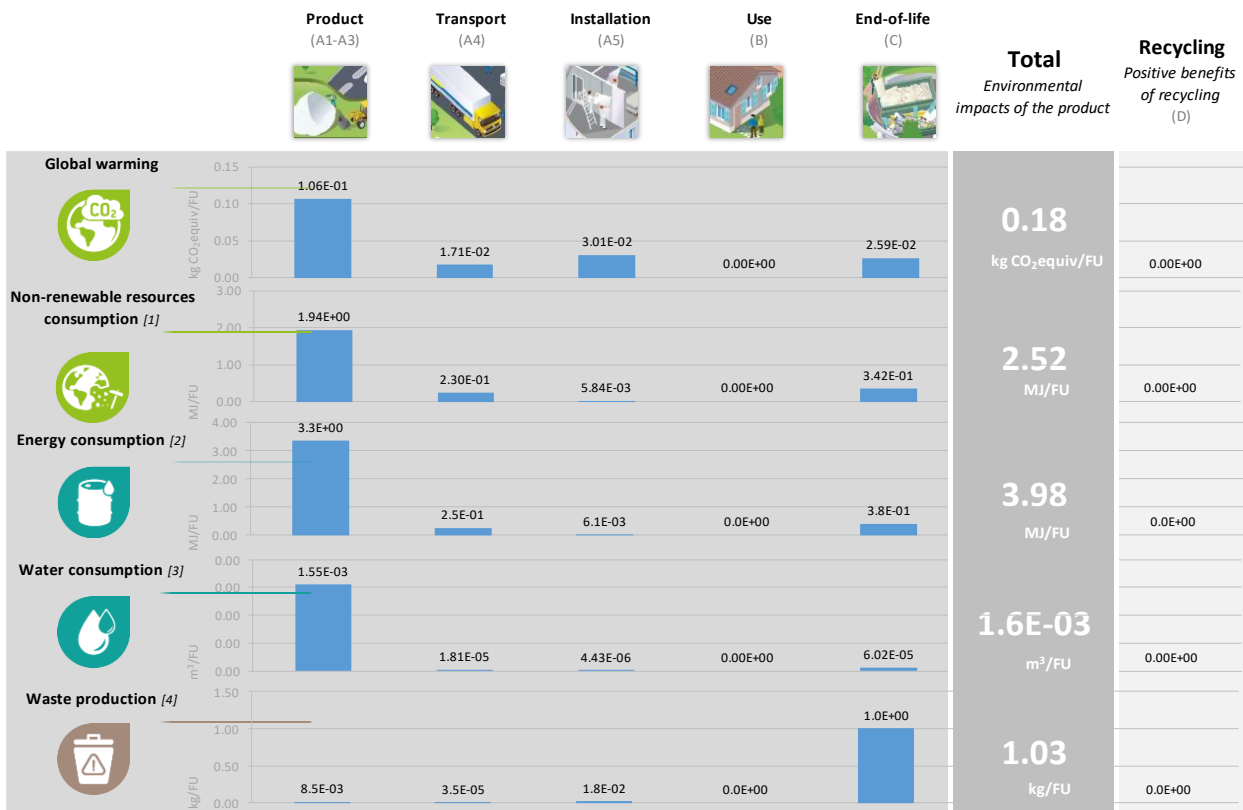 Product
(A1-A3)
Transport
(A4)
Installation
(A5)
Use
(B)
End-of-life
(C)
Total
Environmental
impacts of the product
Recycling
Positive benefits
of recycling
(D)
Global warming
CO2
kg CO2equiv/FU
0.15
0.10
0.05
0.00
1.06E-01
1.71E-02
3.01E-02
0.00E+00
2.59E-02
0.18
kg CO2equiv/FU
0.00E+00
Non-renewable resources
consumption [1]
MJ/FU
3.00
2.00
1.00
0.00
1.94E+00
2.30E-01
5.84E-03
0.00E+00
3.42E-01
2.52
MJ/FU
0.00E+00
Energy consumption [2]
MJ/FU
4.00
3.00
2.00
1.00
0.00
3.3E+00
2.5E-01
6.1E-03
0.0E+00
3.8E-01
3.98
MJ/FU
0.0E+00
Water consumption [3]
m³/FU
0.00
0.00
0.00
0.00
0.00
1.55E-03
1.81E-05
4.43E-06
0.00E+00
6.02E-05
1.6E-03
m³/FU
0.00E+00
Waste production [4]
kg/FU
1.50
1.00
0.50
0.00
8.5E-03
3.5E-05
1.8E-02
0.0E+00
1.0E+00
1.03
kg/FU
0.0E+00